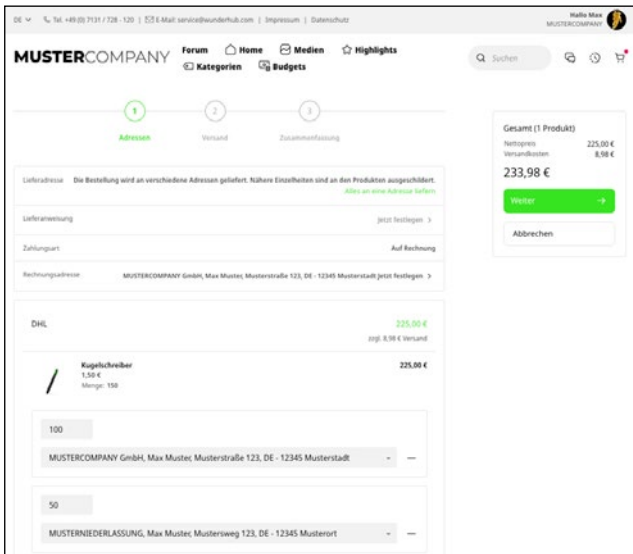 DE Tel. +49 (0) 7131 / 728 - 120 | E-Mail: service@wunderhub.com | Impressum | Datenschutz
Hallo Max
MUSTERCOMPANY
MUSTERCOMPANY
Forum Home Medien Highlights
Kategorien Budgets
Suchen
1 2 3
Adressen Versand Zusammenfassung
Lieferadresse Die Bestellung wird an verschiedene Adressen geliefert. Nähere Einzelheiten sind an den Produkten ausgeschildert.
Alles an eine Adresse liefern
Lieferanweisung Jetzt festlegen >
Zahlungsart Auf Rechnung
Rechnungsadresse MUSTERCOMPANY GmbH, Max Muster, Musterstraße 123, DE - 12345 Musterstadt Jetzt festlegen >
Gesamt (1 Produkt)
Nettopreis 225,00 €
Versandkosten 8,98 €
233,98 €
Weiter →
Abbrechen
DHL 225,00 €
zzgl. 8,98 € Versand
Kugelschreiber 225,00 €
1,50 €
Menge: 150
100
MUSTERCOMPANY GmbH, Max Muster, Musterstraße 123, DE - 12345 Musterstadt
50
MUSTERNIEDERLASSUNG, Max Muster, Mustersweg 123, DE - 12345 Musterort